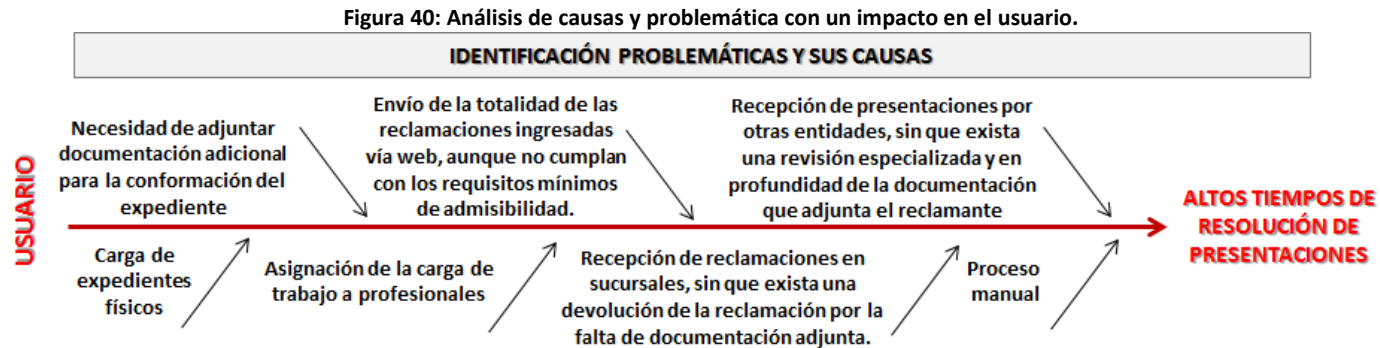 Figura 40: Análisis de causas y problemática con un impacto en el usuario.
IDENTIFICACIÓN PROBLEMÁTICAS Y SUS CAUSAS
USUARIO
Necesidad de adjuntar
documentación adicional
para la conformación del
expediente
Envío de la totalidad de las
reclamaciones ingresadas
vía web, aunque no cumplan
con los requisitos mínimos
de admisibilidad.
Recepción de presentaciones por
otras entidades, sin que exista
una revisión especializada y en
profundidad de la documentación
que adjunta el reclamante
Carga de
expedientes
físicos
Asignación de la carga de
trabajo a profesionales
Recepción de reclamaciones en
sucursales, sin que exista una
devolución de la reclamación por la
falta de documentación adjunta.
Proceso
manual
ALTOS TIEMPOS DE
RESOLUCIÓN DE
PRESENTACIONES